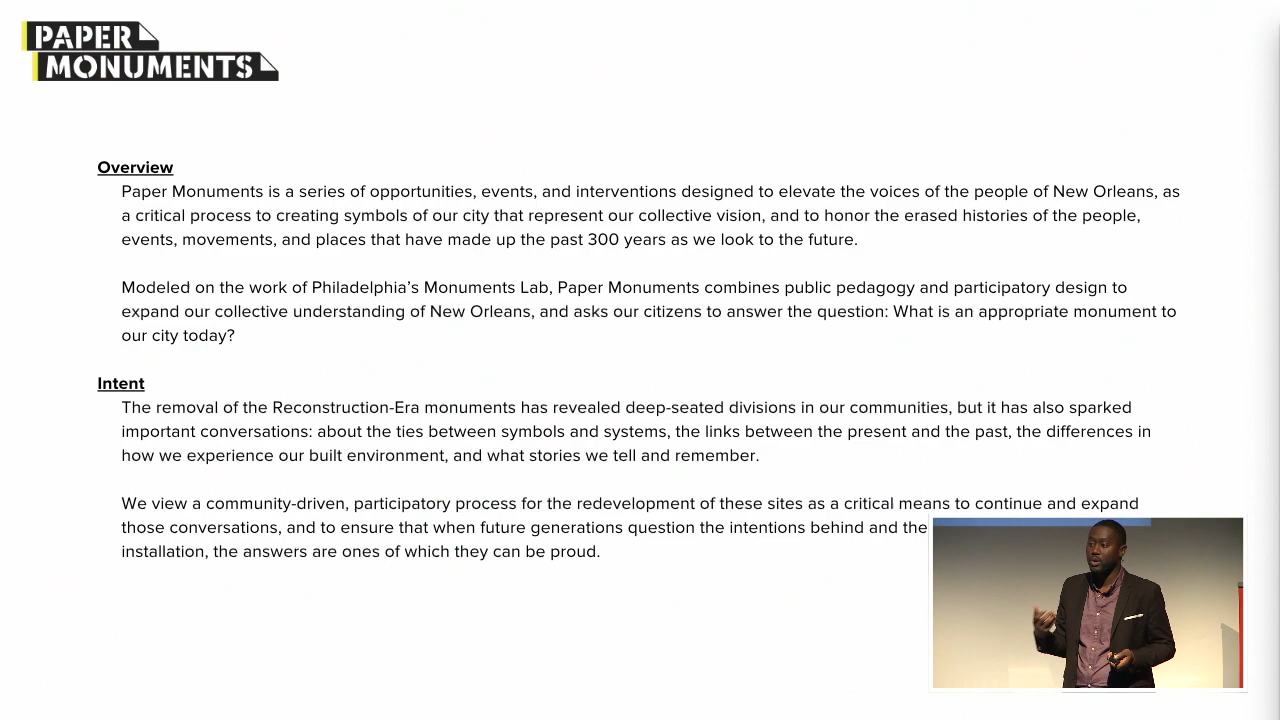 PAPER
MONUMENTS
Overview
Paper Monuments is a series of opportunities, events, and interventions designed to elevate the voices of the people of New Orleans, as
a critical process to creating symbols of our city that represent our collective vision, and to honor the erased histories of the people,
events, movements, and places that have made up the past 300 years as we look to the future.
Modeled on the work of Philadelphia’s Monuments Lab, Paper Monuments combines public pedagogy and participatory design to
expand our collective understanding of New Orleans, and asks our citizens to answer the question: What is an appropriate monument to
our city today?
Intent
The removal of the Reconstruction-Era monuments has revealed deep-seated divisions in our communities, but it has also sparked
important conversations: about the ties between symbols and systems, the links between the present and the past, the differences in
how we experience our built environment, and what stories we tell and remember.
We view a community-driven, participatory process for the redevelopment of these sites as a critical means to continue and expand
those conversations, and to ensure that when future generations question the intentions behind and the
installation, the answers are ones of which they can be proud.